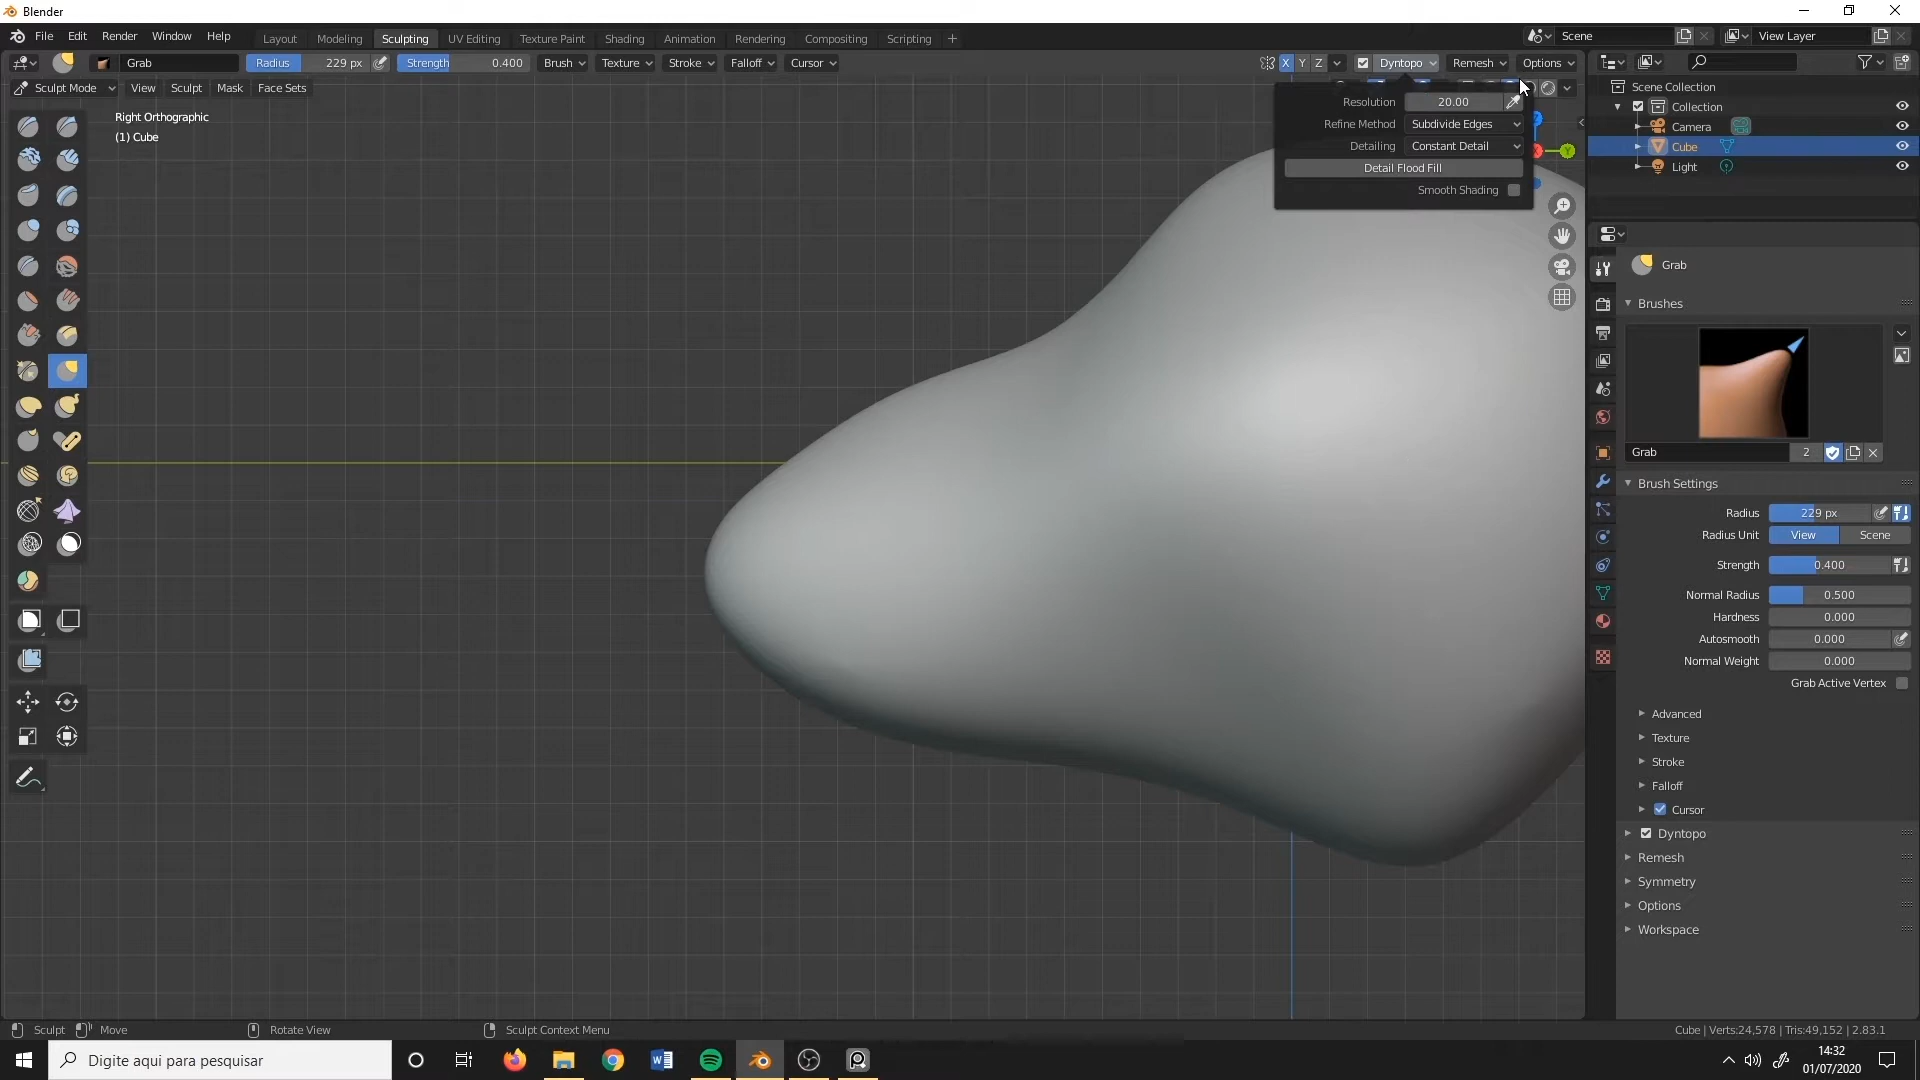 Blender
File Edit Render Window Help Layout Modeling Sculpting UV Editing Texture Paint Shading Animation Rendering Compositing Scripting + Scene View Layer
Grab Radius 229 px Strength 0.400 Brush Texture Stroke Falloff Cursor X Y Z Dyntopo Remesh Options
Sculpt Mode View Sculpt Mask Face Sets
Right Orthographic
(1) Cube
Resolution 20.00
Refine Method Subdivide Edges
Detailing Constant Detail
Detail Flood Fill
Smooth Shading
Scene Collection
Collection
Camera
Cube
Light
Grab
Brushes
Grab 2
Brush Settings
Radius 229 px
Radius Unit View Scene
Strength 0.400
Normal Radius 0.500
Hardness 0.000
Autosmooth 0.000
Normal Weight 0.000
Grab Active Vertex
Advanced
Texture
Stroke
Falloff
Cursor
Dyntopo
Remesh
Symmetry
Options
Workspace
Sculpt Move Rotate View Sculpt Context Menu Cube | Verts:24,578 | Tris:49,152 | 2.83.1
Digite aqui para pesquisar
14:32
01/07/2020